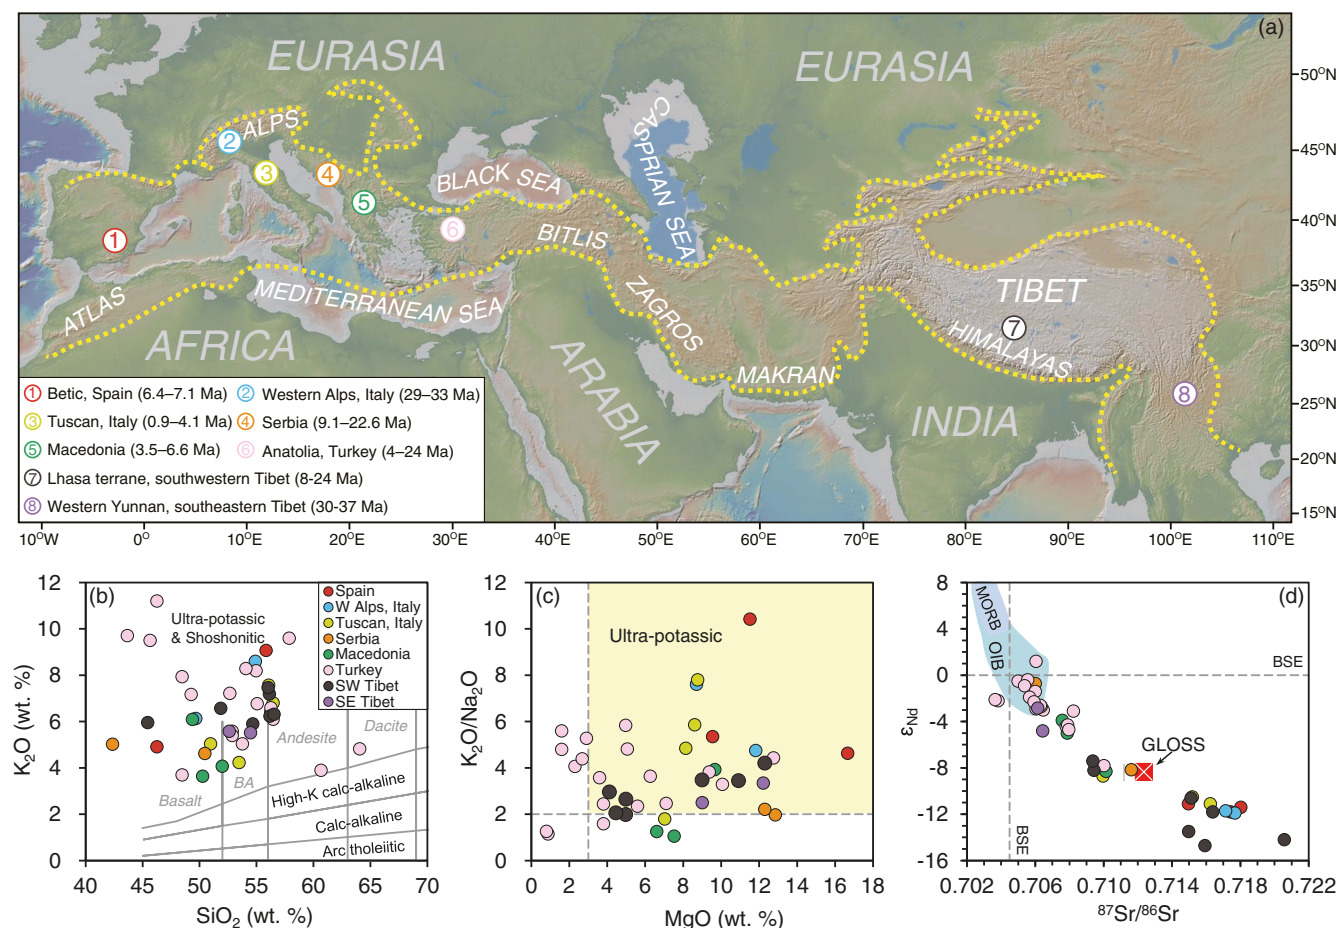 (a)
EURASIA
EURASIA
ALPS
CASPRIAN SEA
BLACK SEA
BITLIS
ZAGROS
TIBET
HIMALAYAS
ATLAS
MEDITERRANEAN SEA
AFRICA
ARABIA
MAKRAN
INDIA
1
2
3
4
5
6
7
8
1 Betic, Spain (6.4–7.1 Ma)
2 Western Alps, Italy (29–33 Ma)
3 Tuscan, Italy (0.9–4.1 Ma)
4 Serbia (9.1–22.6 Ma)
5 Macedonia (3.5–6.6 Ma)
6 Anatolia, Turkey (4–24 Ma)
7 Lhasa terrane, southwestern Tibet (8-24 Ma)
8 Western Yunnan, southeastern Tibet (30-37 Ma)
50°N
45°N
40°N
35°N
30°N
25°N
20°N
15°N
10°W 0° 10°E 20°E 30°E 40°E 50°E 60°E 70°E 80°E 90°E 100°E 110°E
(b)
Ultra-potassic
& Shoshonitic
Spain
W Alps, Italy
Tuscan, Italy
Serbia
Macedonia
Turkey
SW Tibet
SE Tibet
Basalt
BA
Andesite
Dacite
High-K calc-alkaline
Calc-alkaline
Arc tholeiitic
K₂O (wt. %)
12
10
8
6
4
2
0
40 45 50 55 60 65 70
SiO₂ (wt. %)
(c)
Ultra-potassic
K₂O/Na₂O
12
10
8
6
4
2
0
0 2 4 6 8 10 12 14 16 18
MgO (wt. %)
(d)
MORB
OIB
BSE
BSE
GLOSS
εNd
8
4
0
-4
-8
-12
-16
0.702 0.706 0.710 0.714 0.718 0.722
⁸⁷Sr/⁸⁶Sr